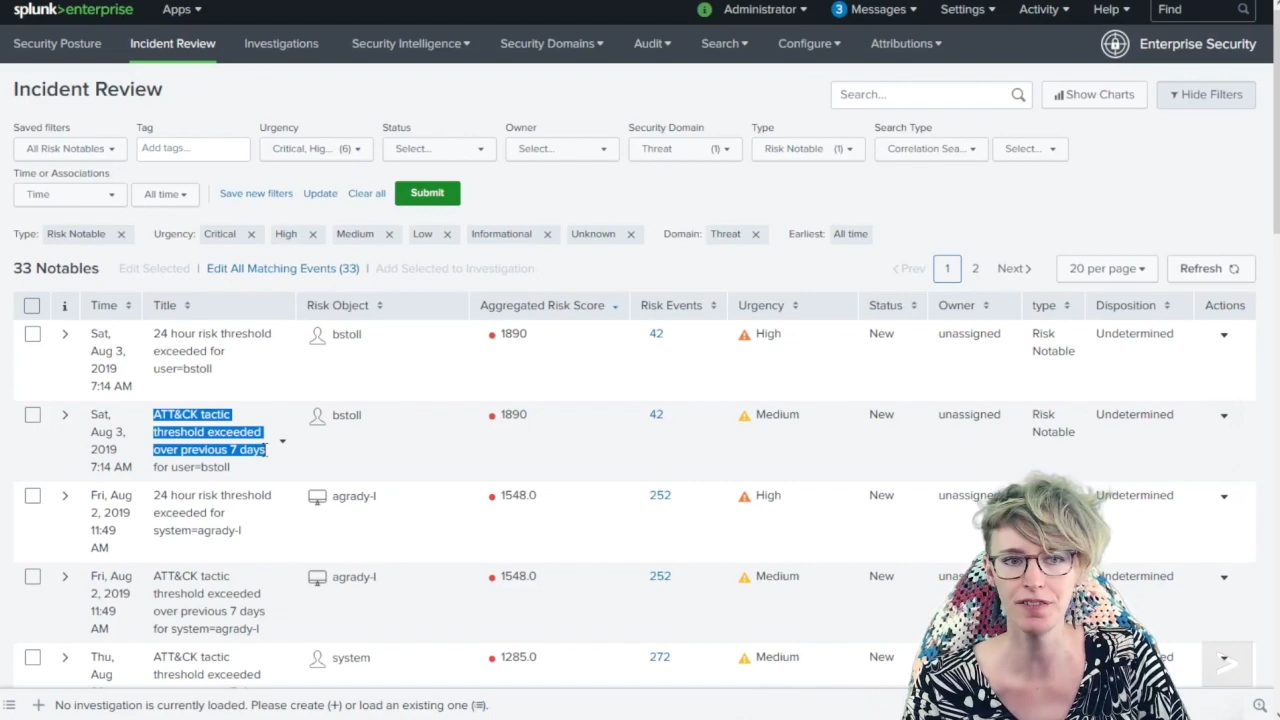 splunk>enterprise Apps Administrator 3 Messages Settings Activity Help Find
Security Posture Incident Review Investigations Security Intelligence Security Domains Audit Search Configure Attributions Enterprise Security
Incident Review
Search... Show Charts Hide Filters
Saved filters Tag Urgency Status Owner Security Domain Type Search Type
All Risk Notables Add tags... Critical, Hig... (6) Select... Select... Threat (1) Risk Notable (1) Correlation Sea... Select...
Time or Associations
Time All time Save new filters Update Clear all Submit
Type: Risk Notable Urgency: Critical High Medium Low Informational Unknown Domain: Threat Earliest: All time
33 Notables Edit Selected | Edit All Matching Events (33) | Add Selected to Investigation < Prev 1 2 Next > 20 per page Refresh
i Time Title Risk Object Aggregated Risk Score Risk Events Urgency Status Owner type Disposition Actions
Sat, 24 hour risk threshold bstoll 1890 42 High New unassigned Risk Undetermined
Aug 3, exceeded for Notable
2019 user=bstoll
7:14 AM
Sat, ATT&CK tactic bstoll 1890 42 Medium New unassigned Risk Undetermined
Aug 3, threshold exceeded Notable
2019 over previous 7 days
7:14 AM for user=bstoll
Fri, Aug 24 hour risk threshold agrady-l 1548.0 252 High New Undetermined
2, 2019 exceeded for
11:49 system=agrady-l
AM
Fri, Aug ATT&CK tactic agrady-l 1548.0 252 Medium New
2, 2019 threshold exceeded
11:49 over previous 7 days
AM for system=agrady-l
Thu, ATT&CK tactic system 1285.0 272 Medium New
Aug threshold exceeded
No investigation is currently loaded. Please create (+) or load an existing one (≡).